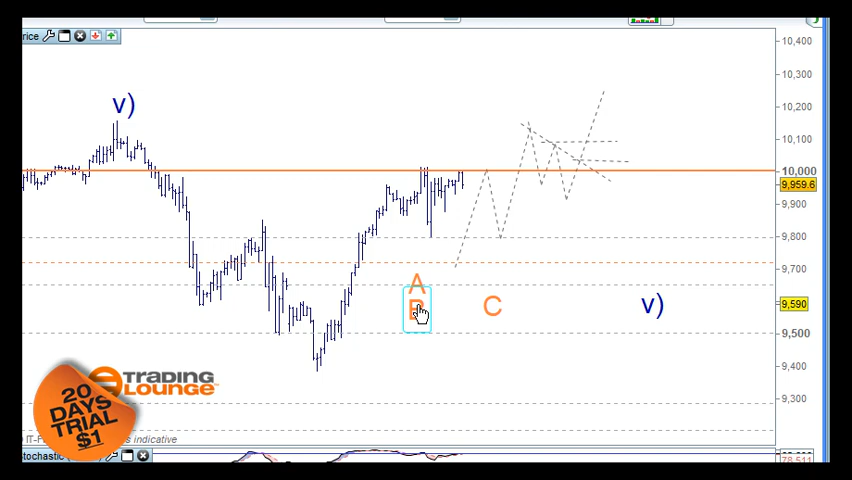 rice
v)
10,400
10,300
10,200
10,100
10,000
9,959.6
9,900
9,800
9,700
9,590
9,500
9,400
9,300
A
B
C
v)
TRADING
LOUNGE
20
DAYS
TRIAL
$1
s indicative
tochastic
78.511